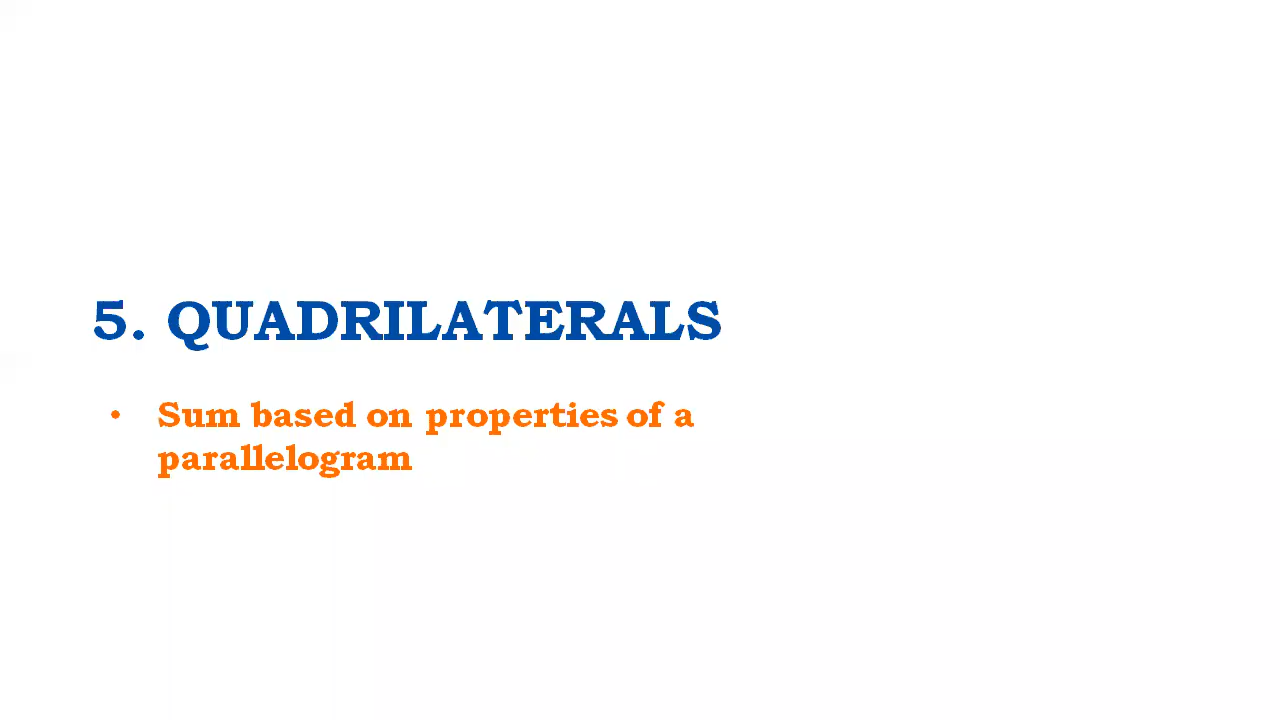 5. QUADRILATERALS
• Sum based on properties of a
parallelogram